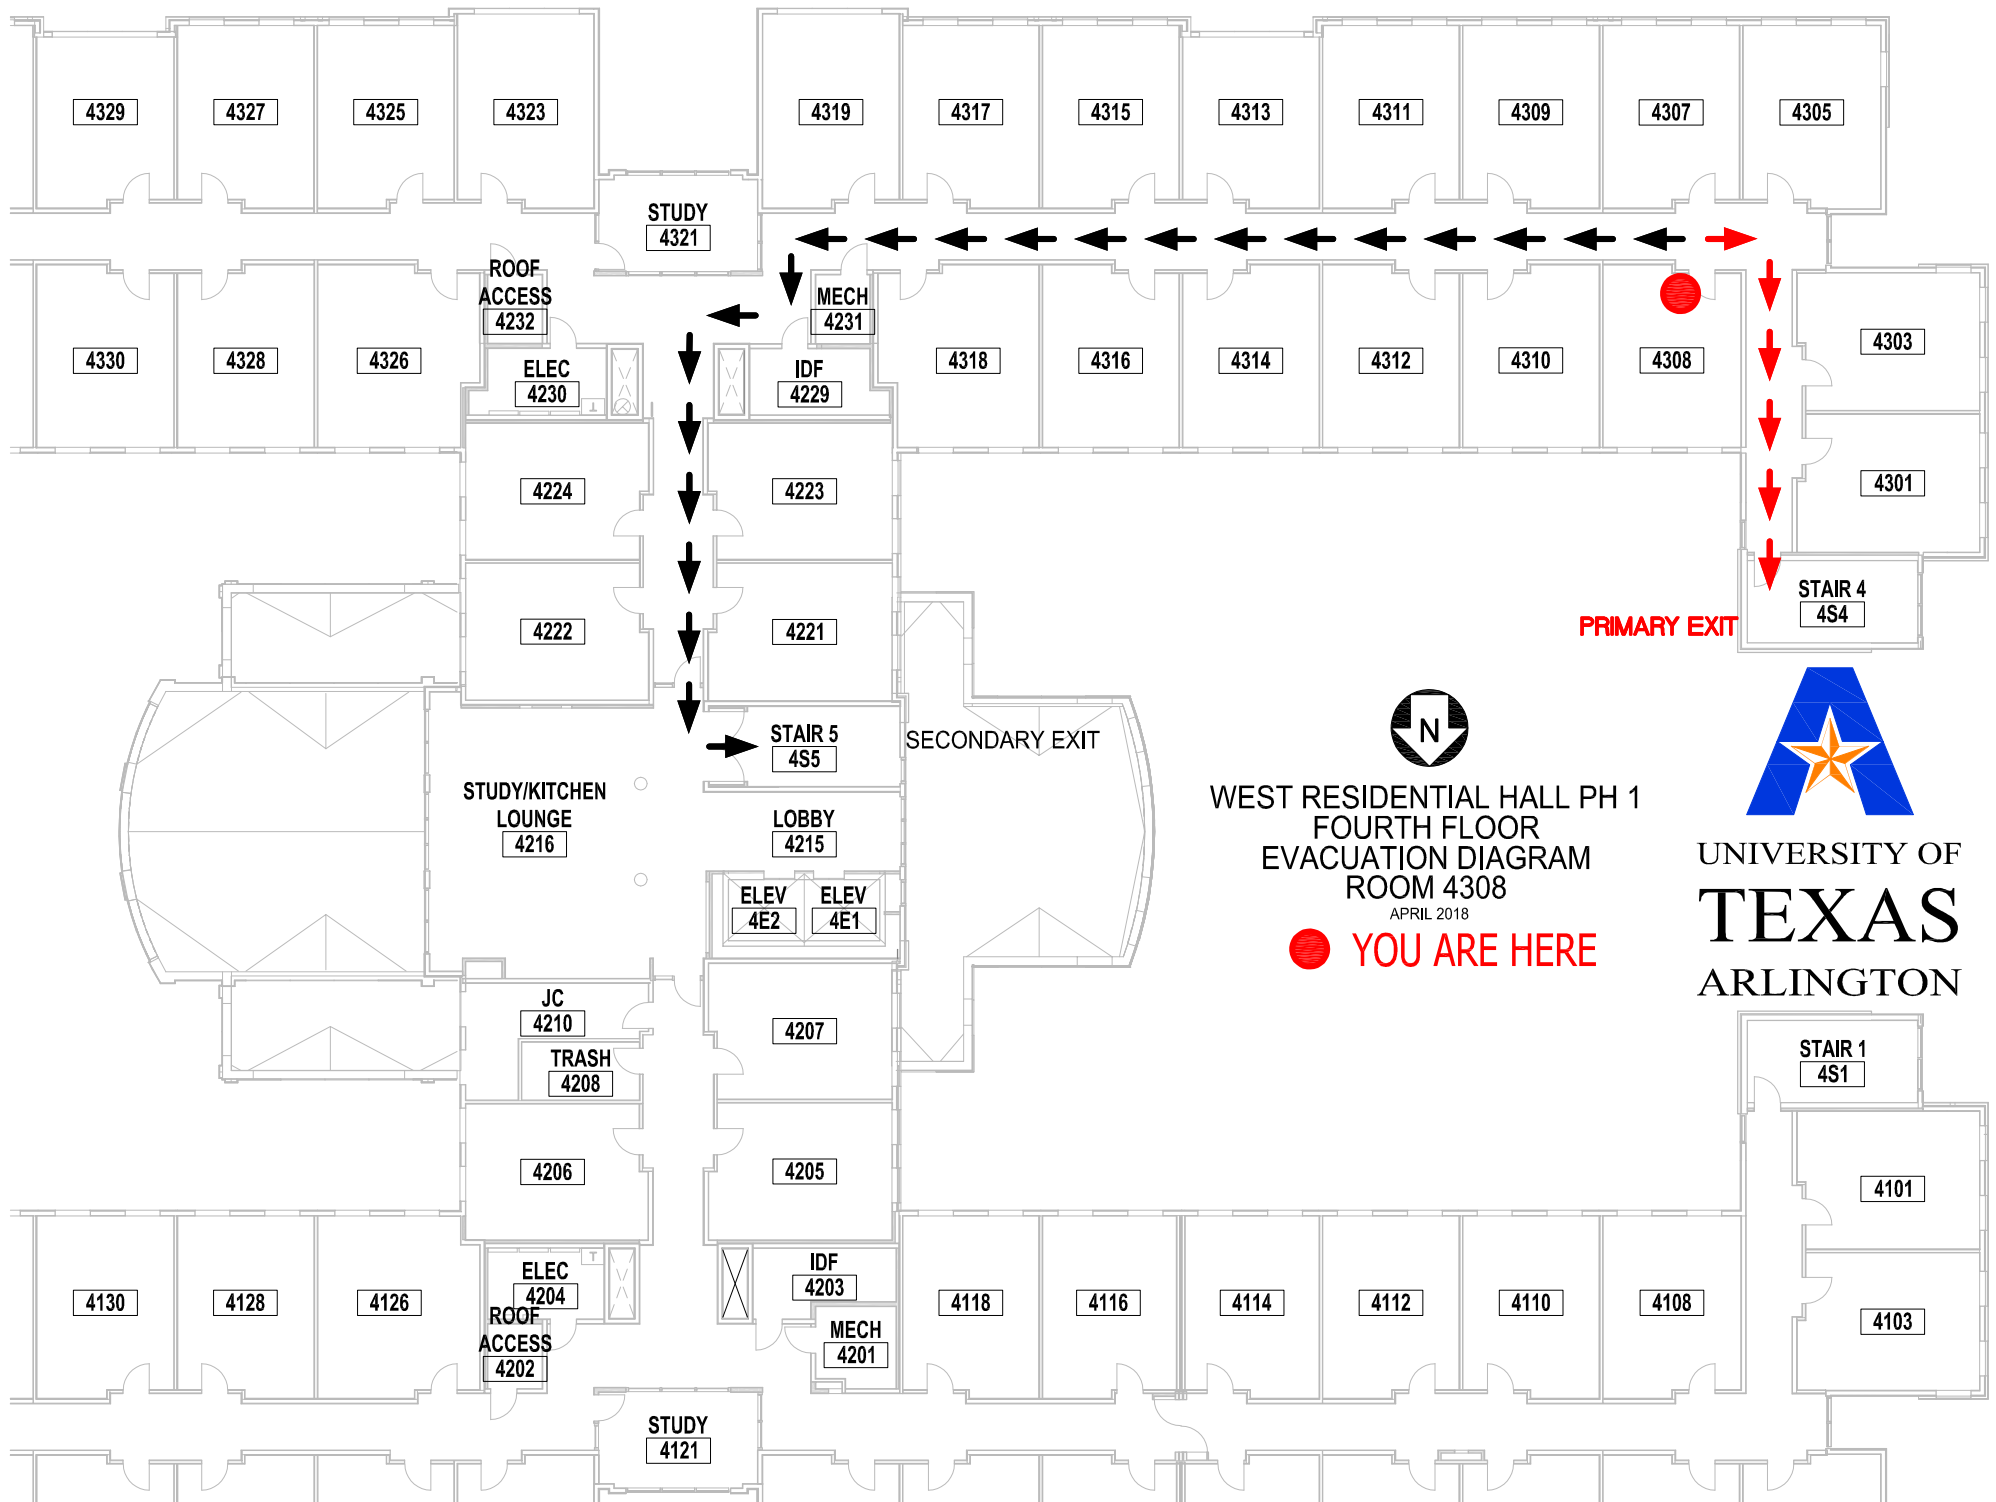 4329
4327
4325
4323
4319
4317
4315
4313
4311
4309
4307
4305
STUDY
4321
ROOF
ACCESS
4232
MECH
4231
4330
4328
4326
ELEC
4230
IDF
4229
4318
4316
4314
4312
4310
4308
4303
4301
4224
4223
4222
4221
STAIR 4
4S4
PRIMARY EXIT
STAIR 5
4S5
SECONDARY EXIT
N
STUDY/KITCHEN
LOUNGE
4216
LOBBY
4215
ELEV
4E2
ELEV
4E1
WEST RESIDENTIAL HALL PH 1
FOURTH FLOOR
EVACUATION DIAGRAM
ROOM 4308
APRIL 2018
YOU ARE HERE
UNIVERSITY OF
TEXAS
ARLINGTON
JC
4210
TRASH
4208
4207
4206
4205
STAIR 1
4S1
4101
4103
ELEC
4204
T
ROOF
ACCESS
4202
IDF
4203
MECH
4201
4130
4128
4126
4118
4116
4114
4112
4110
4108
STUDY
4121